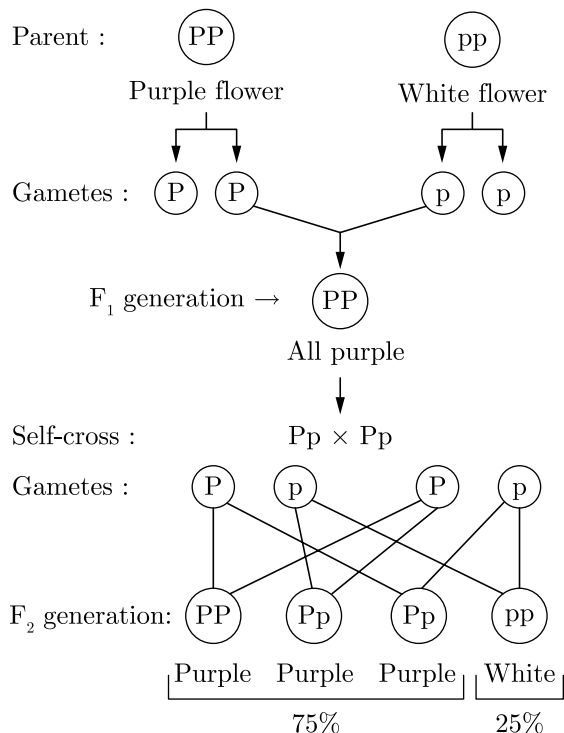 Parent : PP pp
Purple flower White flower
Gametes : P P p p
F₁ generation → PP
All purple
Self-cross : Pp × Pp
Gametes : P p P p
F₂ generation: PP Pp Pp pp
Purple Purple Purple White
75% 25%